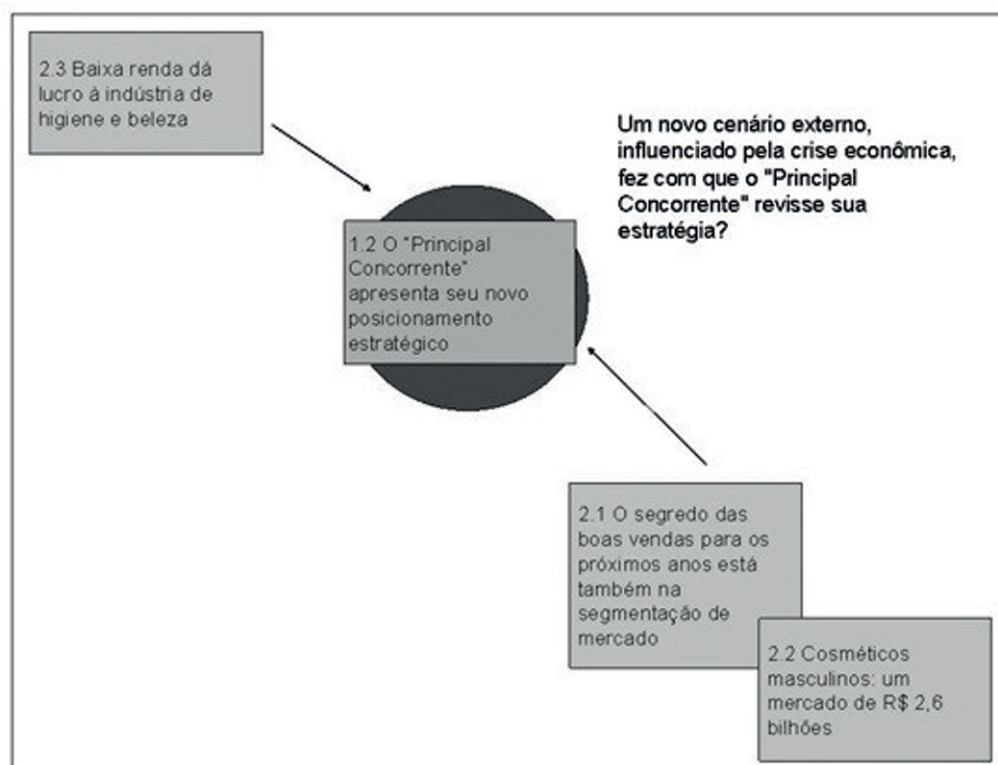 2.3 Baixa renda dá
lucro à indústria de
higiene e beleza
Um novo cenário externo,
influenciado pela crise econômica,
fez com que o "Principal
Concorrente" revisse sua
estratégia?
1.2 O "Principal
Concorrente"
apresenta seu novo
posicionamento
estratégico
2.1 O segredo das
boas vendas para os
próximos anos está
também na
segmentação de
mercado
2.2 Cosméticos
masculinos: um
mercado de R$ 2,6
bilhões